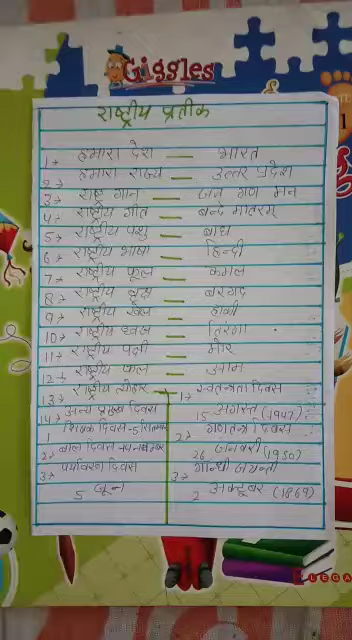 Giggles
राष्ट्रीय प्रतीक
1→ हमारा देश — भारत
2→ हमारा राज्य — उत्तर प्रदेश
3→ राष्ट्र गान — जन गण मन
4→ राष्ट्रीय गीत — वन्दे मातरम्
5→ राष्ट्रीय पशु — बाघ
6→ राष्ट्रीय भाषा — हिन्दी
7→ राष्ट्रीय फूल — कमल
8→ राष्ट्रीय वृक्ष — बरगद
9→ राष्ट्रीय खेल — हॉकी
10→ राष्ट्रीय ध्वज — तिरंगा
11→ राष्ट्रीय पक्षी — मोर
12→ राष्ट्रीय फल — आम
13→ राष्ट्रीय त्योहार — 1→ स्वतन्त्रता दिवस
15 अगस्त (1947)
2→ गणतन्त्र दिवस
26 जनवरी (1950)
3→ गान्धी जयन्ती
2 अक्टूबर (1869)
14→ अन्य प्रमुख दिवस
1 शिक्षक दिवस-5 सितम्बर
2→ बाल दिवस-14 नवम्बर
3→ पर्यावरण दिवस
5 जून
LEGA